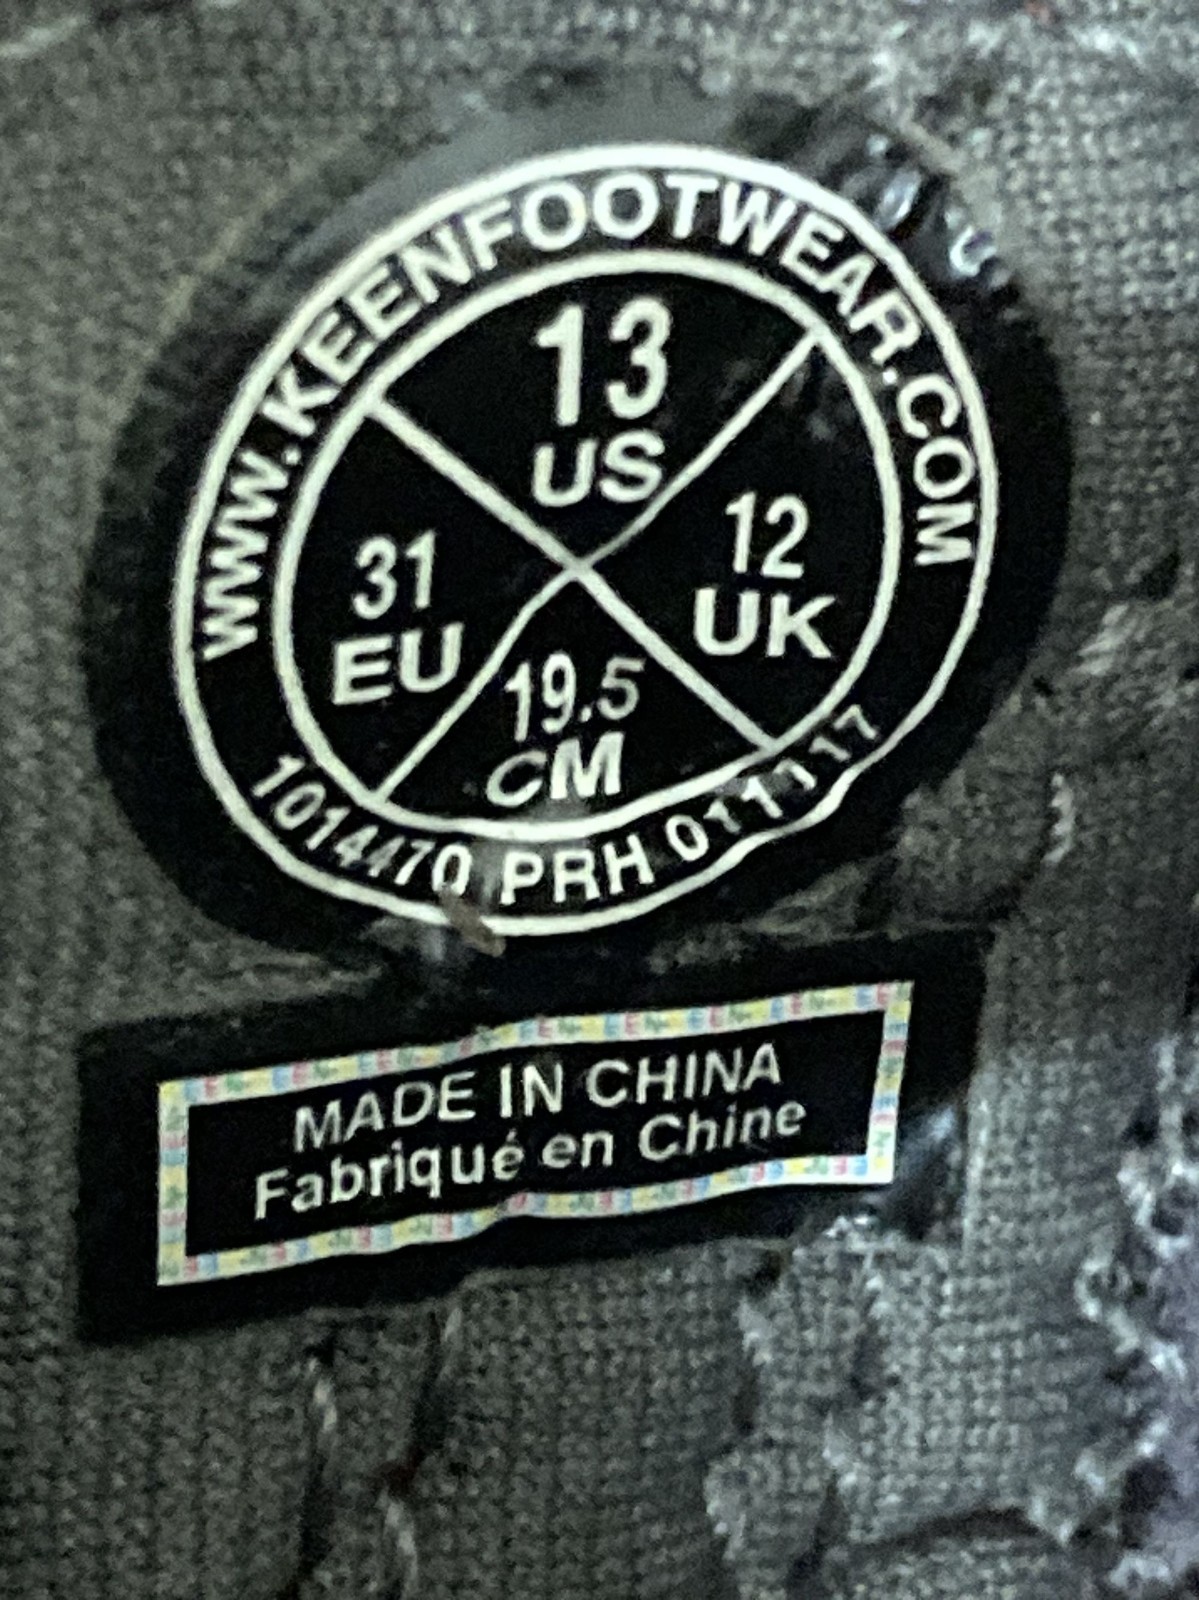 WWW.KEENFOOTWEAR.COM
13
US
31
EU
12
UK
19.5
CM
1014470 PRH 011117
MADE IN CHINA
Fabriqué en Chine